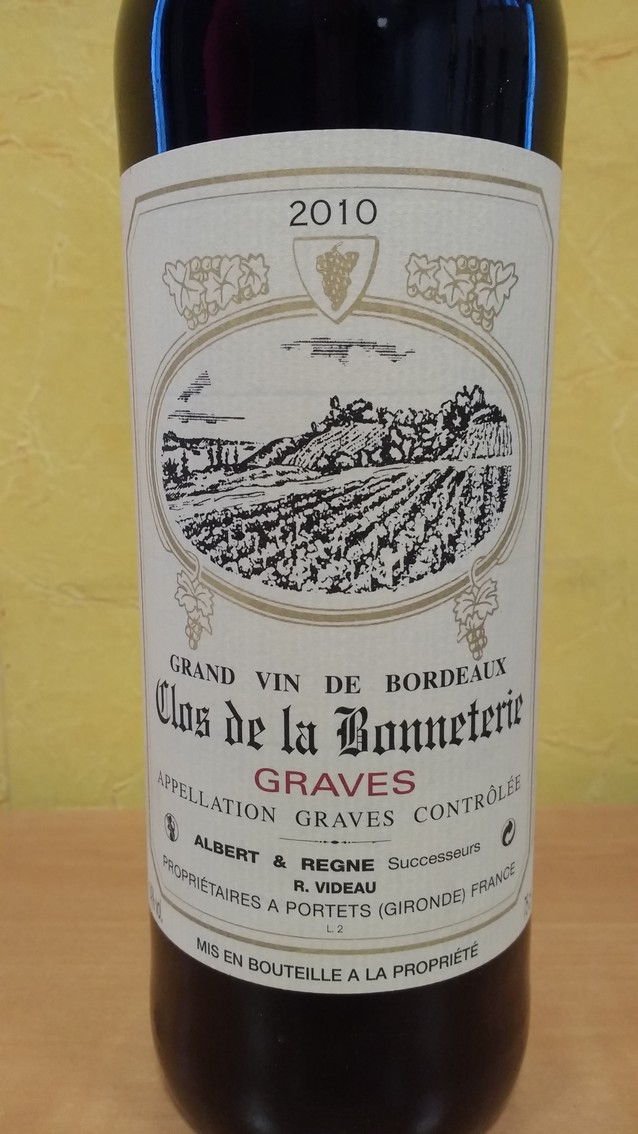 2010
GRAND VIN DE BORDEAUX
Clos de la Bonneterie
GRAVES
APPELLATION GRAVES CONTRÔLÉE
ALBERT & REGNE Successeurs
R. VIDEAU
PROPRIÉTAIRES A PORTETS (GIRONDE) FRANCE
L. 2
MIS EN BOUTEILLE A LA PROPRIÉTÉ